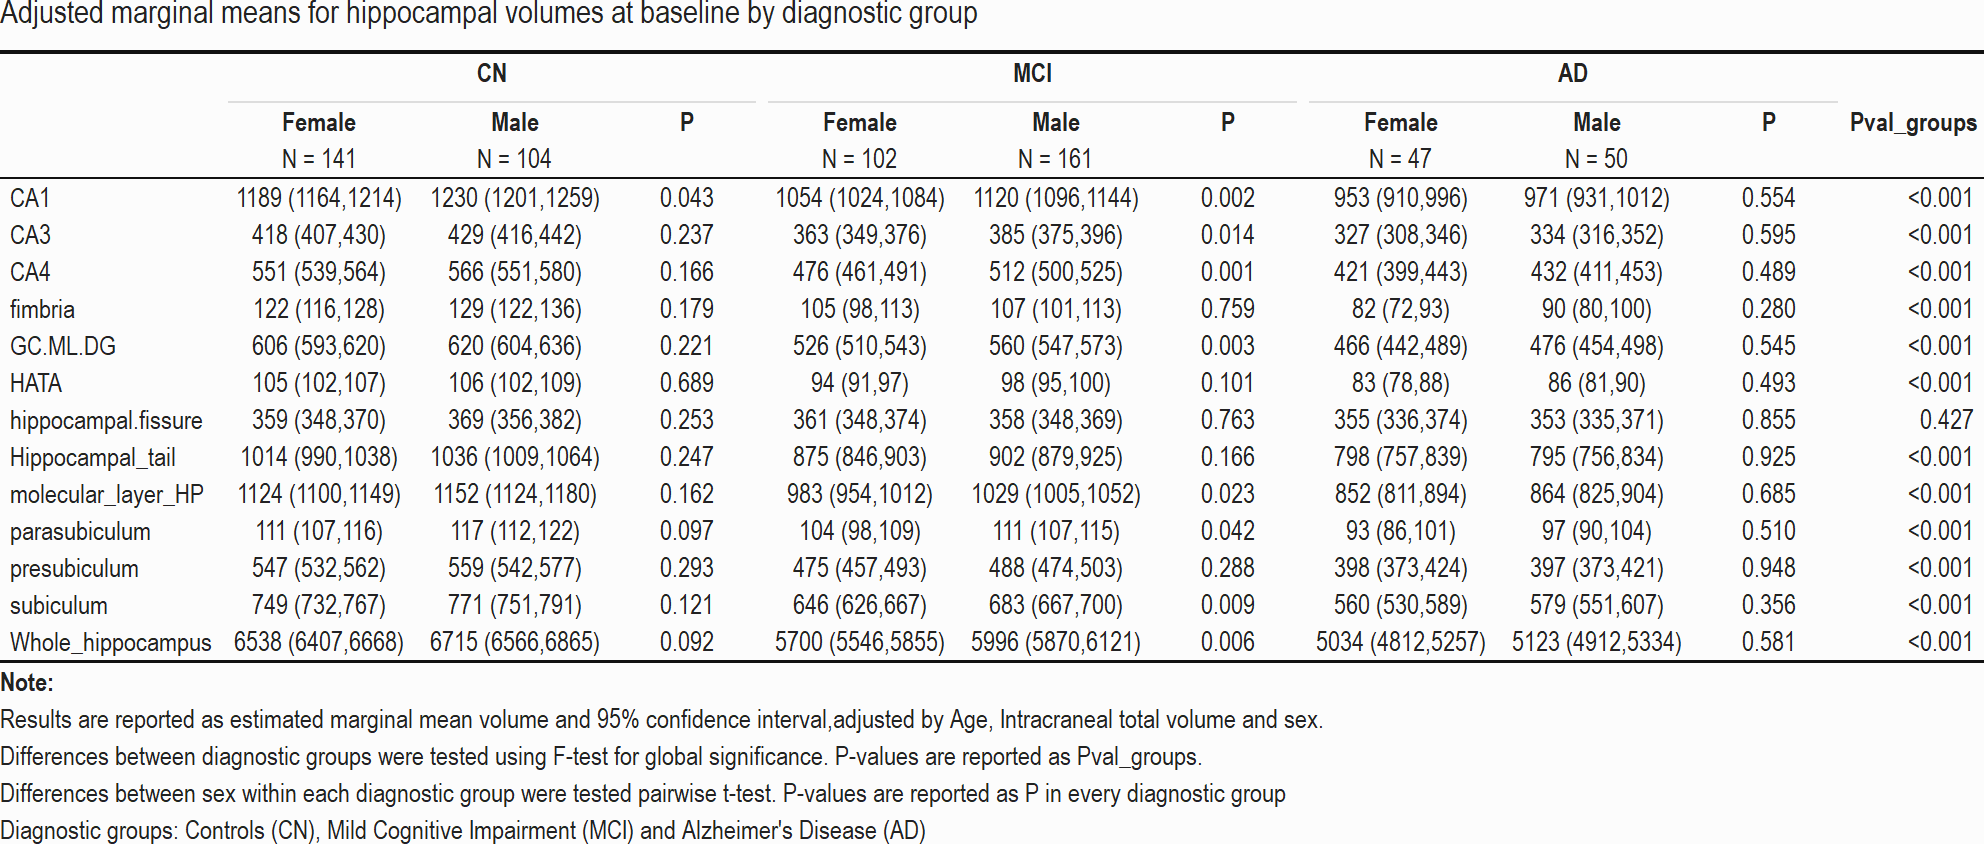 Adjusted marginal means for hippocampal volumes at baseline by diagnostic group
CN MCI AD
Female Male P Female Male P Female Male P Pval_groups
N = 141 N = 104 N = 102 N = 161 N = 47 N = 50
CA1 1189 (1164,1214) 1230 (1201,1259) 0.043 1054 (1024,1084) 1120 (1096,1144) 0.002 953 (910,996) 971 (931,1012) 0.554 <0.001
CA3 418 (407,430) 429 (416,442) 0.237 363 (349,376) 385 (375,396) 0.014 327 (308,346) 334 (316,352) 0.595 <0.001
CA4 551 (539,564) 566 (551,580) 0.166 476 (461,491) 512 (500,525) 0.001 421 (399,443) 432 (411,453) 0.489 <0.001
fimbria 122 (116,128) 129 (122,136) 0.179 105 (98,113) 107 (101,113) 0.759 82 (72,93) 90 (80,100) 0.280 <0.001
GC.ML.DG 606 (593,620) 620 (604,636) 0.221 526 (510,543) 560 (547,573) 0.003 466 (442,489) 476 (454,498) 0.545 <0.001
HATA 105 (102,107) 106 (102,109) 0.689 94 (91,97) 98 (95,100) 0.101 83 (78,88) 86 (81,90) 0.493 <0.001
hippocampal.fissure 359 (348,370) 369 (356,382) 0.253 361 (348,374) 358 (348,369) 0.763 355 (336,374) 353 (335,371) 0.855 0.427
Hippocampal_tail 1014 (990,1038) 1036 (1009,1064) 0.247 875 (846,903) 902 (879,925) 0.166 798 (757,839) 795 (756,834) 0.925 <0.001
molecular_layer_HP 1124 (1100,1149) 1152 (1124,1180) 0.162 983 (954,1012) 1029 (1005,1052) 0.023 852 (811,894) 864 (825,904) 0.685 <0.001
parasubiculum 111 (107,116) 117 (112,122) 0.097 104 (98,109) 111 (107,115) 0.042 93 (86,101) 97 (90,104) 0.510 <0.001
presubiculum 547 (532,562) 559 (542,577) 0.293 475 (457,493) 488 (474,503) 0.288 398 (373,424) 397 (373,421) 0.948 <0.001
subiculum 749 (732,767) 771 (751,791) 0.121 646 (626,667) 683 (667,700) 0.009 560 (530,589) 579 (551,607) 0.356 <0.001
Whole_hippocampus 6538 (6407,6668) 6715 (6566,6865) 0.092 5700 (5546,5855) 5996 (5870,6121) 0.006 5034 (4812,5257) 5123 (4912,5334) 0.581 <0.001
Note:
Results are reported as estimated marginal mean volume and 95% confidence interval,adjusted by Age, Intracraneal total volume and sex.
Differences between diagnostic groups were tested using F-test for global significance. P-values are reported as Pval_groups.
Differences between sex within each diagnostic group were tested pairwise t-test. P-values are reported as P in every diagnostic group
Diagnostic groups: Controls (CN), Mild Cognitive Impairment (MCI) and Alzheimer's Disease (AD)